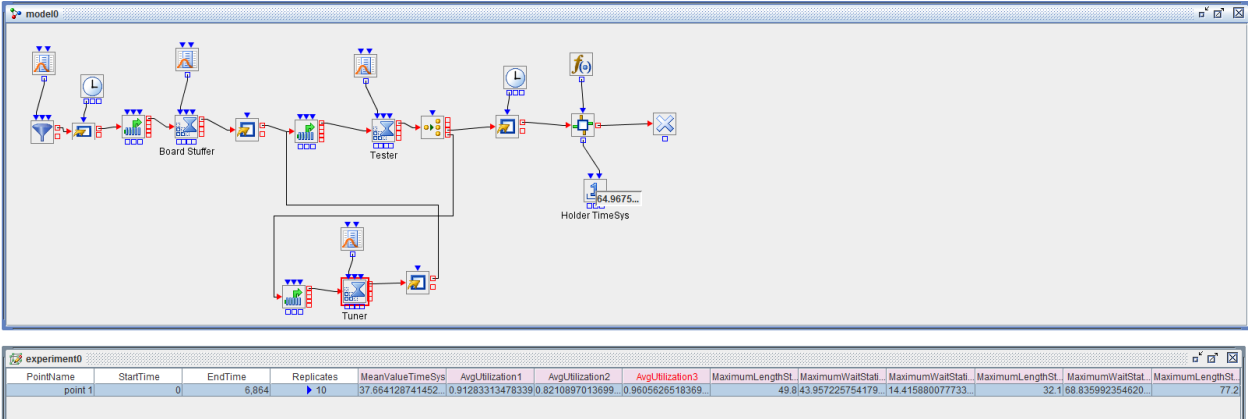 model0
f(o)
Board Stuffer
Tester
64.9675...
Holder TimeSys
Tuner
experiment0
PointName StartTime EndTime Replicates MeanValueTimeSys AvgUtilization1 AvgUtilization2 AvgUtilization3 MaximumLengthSt... MaximumWaitStati... MaximumWaitStati... MaximumLengthSt... MaximumWaitStat... MaximumLengthSt...
point 1 0 6,864 10 37.664128741452... 0.91283313478339 0.8210897013699... 0.9605626518369... 49.8 43.957225754179... 14.415880077733... 32.1 68.835992354620... 77.2